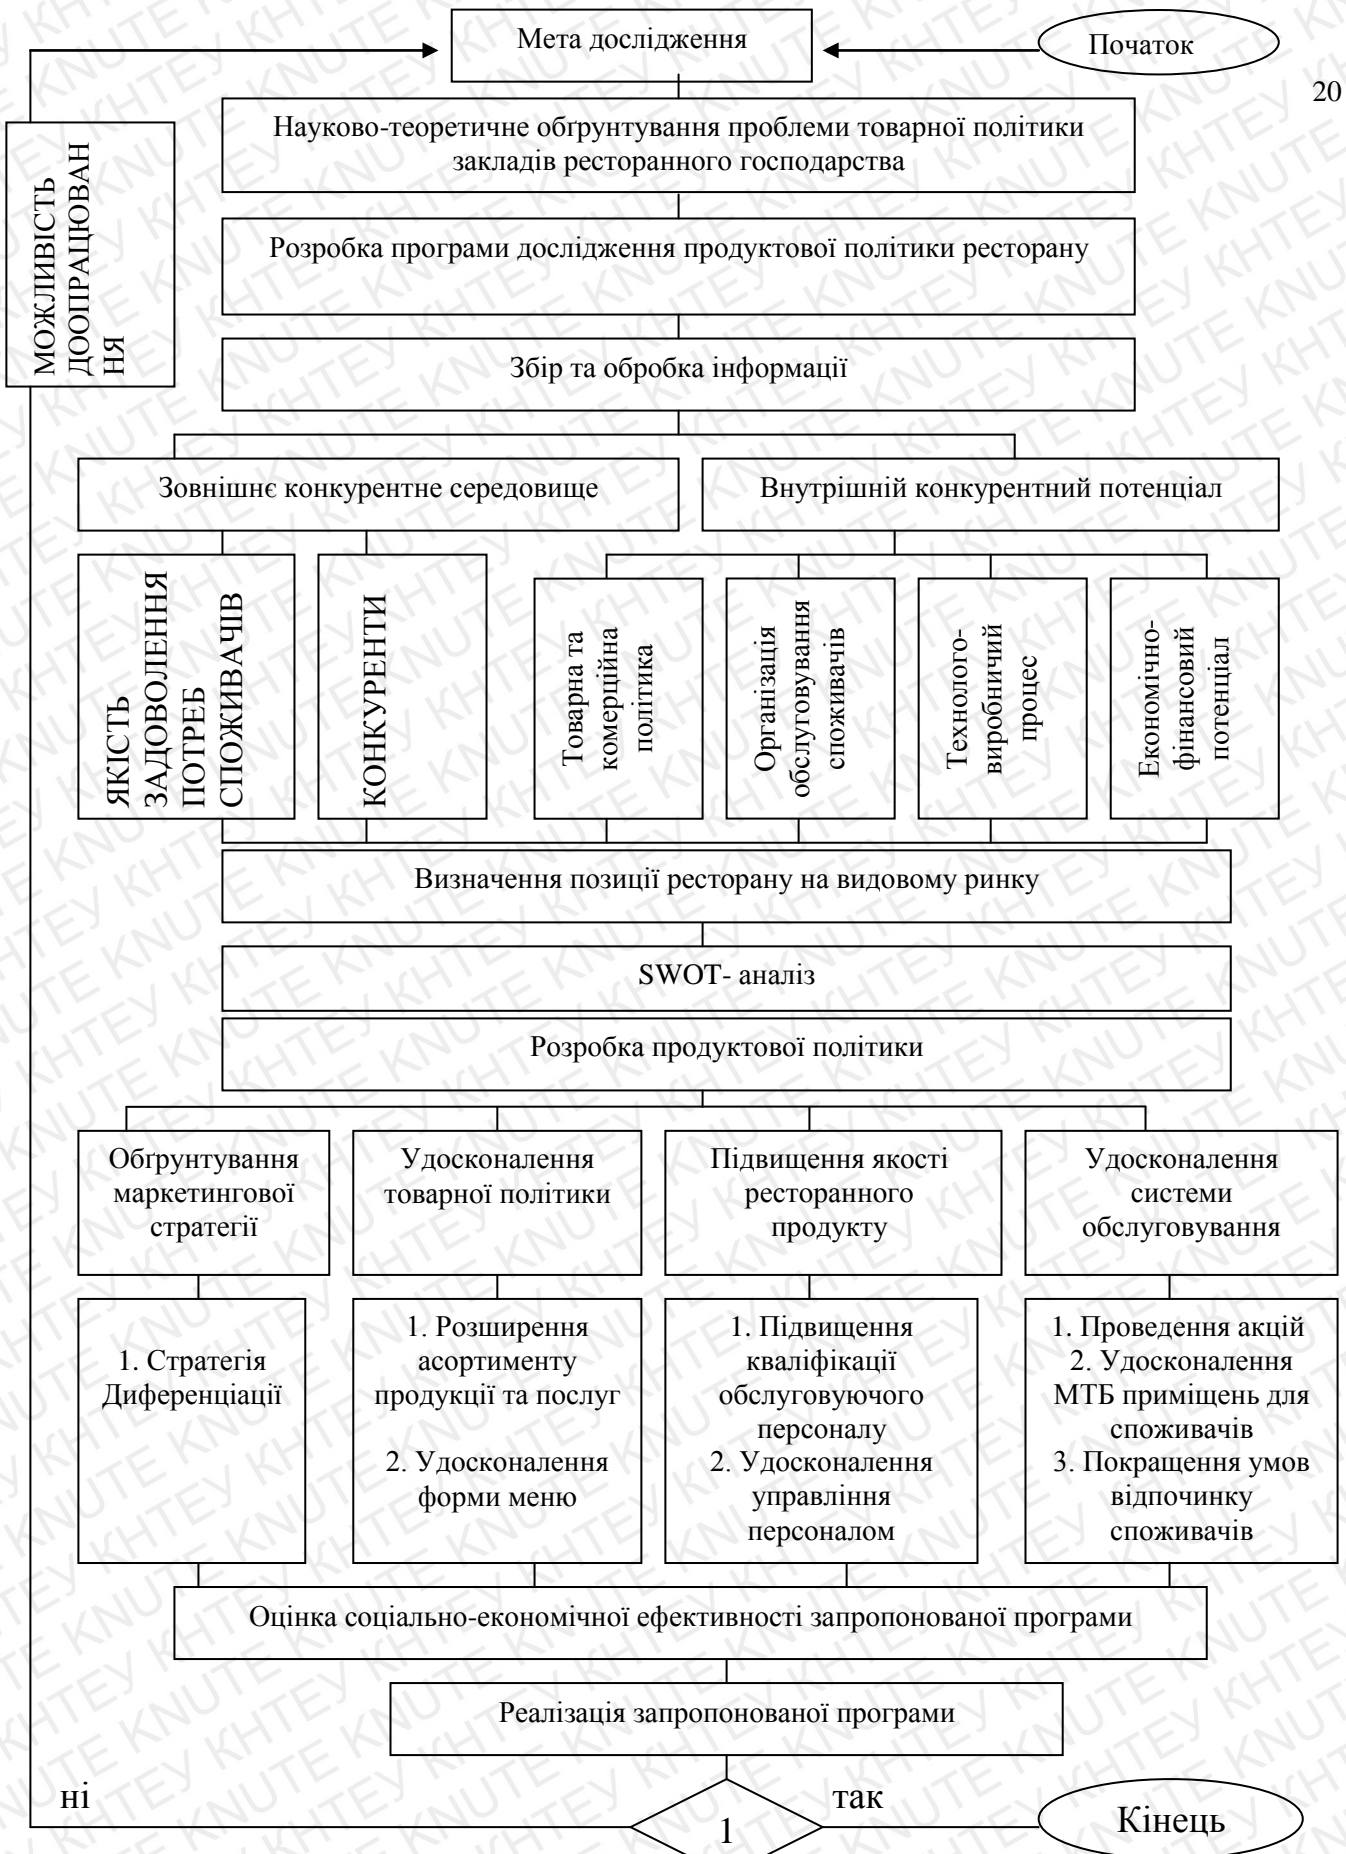 Мета дослідження
Початок
20
Науково-теоретичне обґрунтування проблеми товарної політики
закладів ресторанного господарства
МОЖЛИВІСТЬ
ДООПРАЦЮВАН
НЯ
Розробка програми дослідження продуктової політики ресторану
Збір та обробка інформації
Зовнішнє конкурентне середовище
Внутрішній конкурентний потенціал
ЯКІСТЬ
ЗАДОВОЛЕННЯ
ПОТРЕБ
СПОЖИВАЧІВ
КОНКУРЕНТИ
Товарна та
комерційна
політика
Організація
обслуговування
споживачів
Технолого-
виробничий
процес
Економічно-
фінансовий
потенціал
Визначення позиції ресторану на видовому ринку
SWOT- аналіз
Розробка продуктової політики
Обґрунтування
маркетингової
стратегії
Удосконалення
товарної політики
Підвищення якості
ресторанного
продукту
Удосконалення
системи
обслуговування
1. Стратегія
Диференціації
1. Розширення
асортименту
продукції та послуг
2. Удосконалення
форми меню
1. Підвищення
кваліфікації
обслуговуючого
персоналу
2. Удосконалення
управління
персоналом
1. Проведення акцій
2. Удосконалення
МТБ приміщень для
споживачів
3. Покращення умов
відпочинку
споживачів
Оцінка соціально-економічної ефективності запропонованої програми
Реалізація запропонованої програми
ні
1
так
Кінець